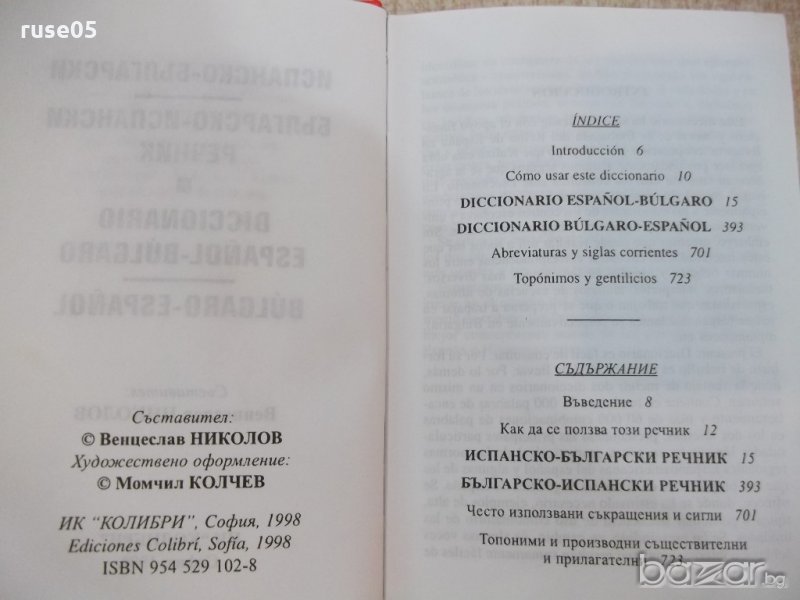 ruse05
Съставител:
© Венцеслав НИКОЛОВ
Художествено оформление:
© Момчил КОЛЧЕВ
ИК "КОЛИБРИ", София, 1998
Ediciones Colibrí, Sofía, 1998
ISBN 954 529 102-8
ÍNDICE
Introducción 6
Cómo usar este diccionario 10
DICCIONARIO ESPAÑOL-BÚLGARO 15
DICCIONARIO BÚLGARO-ESPAÑOL 393
Abreviaturas y siglas corrientes 701
Topónimos y gentilicios 723
СЪДЪРЖАНИЕ
Въведение 8
Как да се ползва този речник 12
ИСПАНСКО-БЪЛГАРСКИ РЕЧНИК 15
БЪЛГАРСКО-ИСПАНСКИ РЕЧНИК 393
Често използвани съкращения и сигли 701
Топоними и производни съществителни
и прилагателни 723
bazar.bg